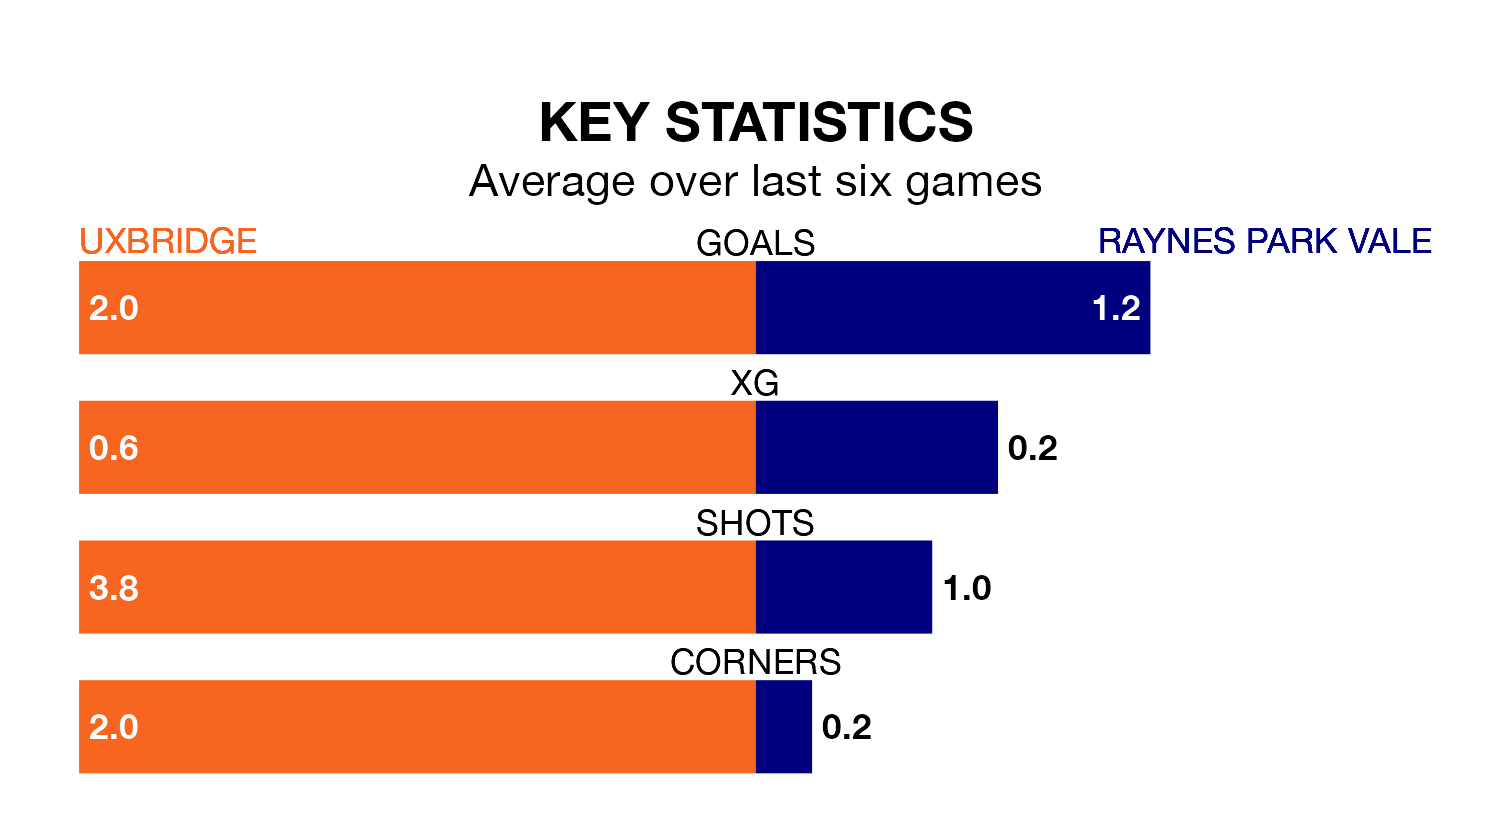 KEY STATISTICS
Average over last six games
UXBRIDGE GOALS RAYNES PARK VALE
2.0 1.2
XG
0.6 0.2
SHOTS
3.8 1.0
CORNERS
2.0 0.2